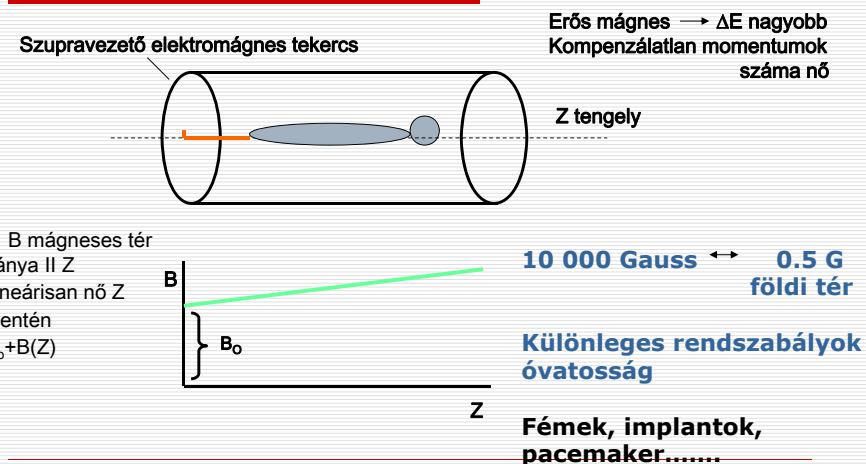 Erős mágnes → ΔE nagyobb
Kompenzálatlan momentumok
száma nő
Szupravezető elektromágnes tekercs
Z tengely
B mágneses tér
ánya II Z
neárisan nő Z
entén
o+B(Z)
B
Bo
Z
10 000 Gauss ↔ 0.5 G
földi tér
Különleges rendszabályok
óvatosság
Fémek, implantok,
pacemaker.......